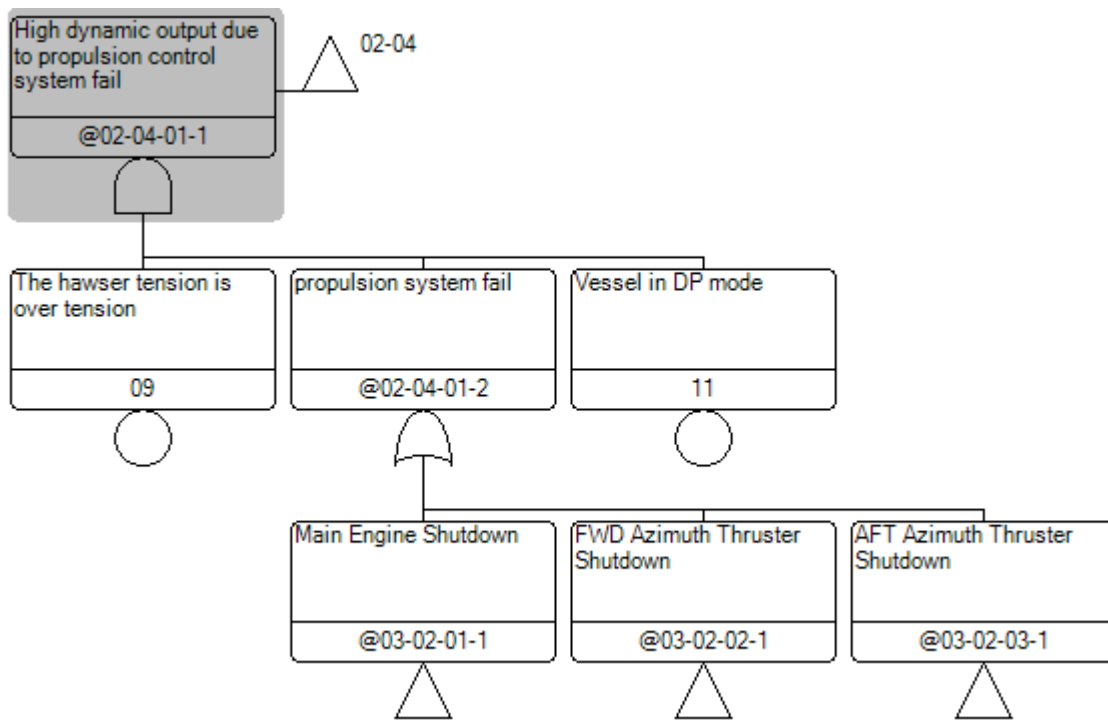 High dynamic output due
to propulsion control
system fail
@02-04-01-1
02-04
The hawser tension is
over tension
09
propulsion system fail
@02-04-01-2
Vessel in DP mode
11
Main Engine Shutdown
@03-02-01-1
FWD Azimuth Thruster
Shutdown
@03-02-02-1
AFT Azimuth Thruster
Shutdown
@03-02-03-1